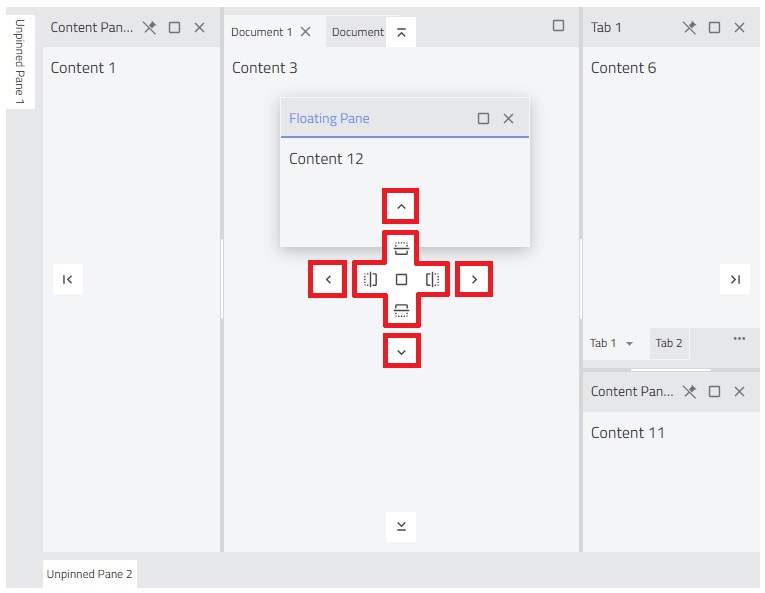 Unpinned Pane 1
Content Pan...
Content 1
Document 1
Document
Content 3
Floating Pane
Content 12
Tab 1
Content 6
Tab 1
Tab 2
Content Pan...
Content 11
Unpinned Pane 2